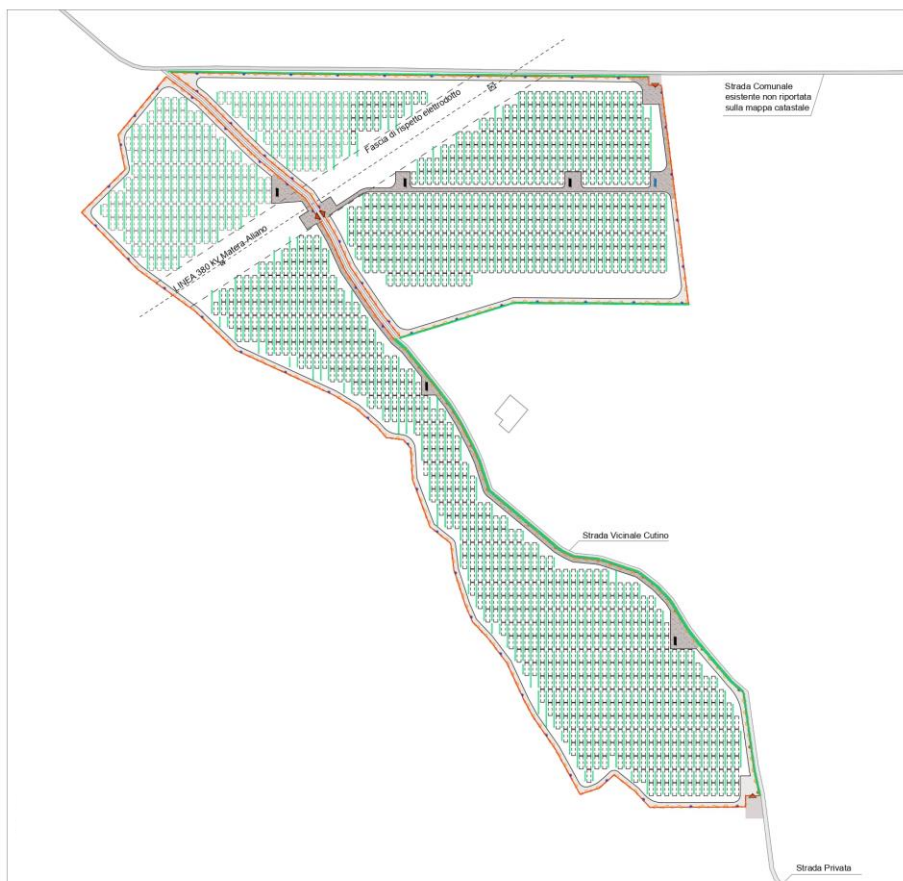 Strada Comunale
esistente non riportata
sulla mappa catastale
Fascia di rispetto elettrodotto
LINEA 380 KV Matera-Aliano
Strada Vicinale Cutino
Strada Privata